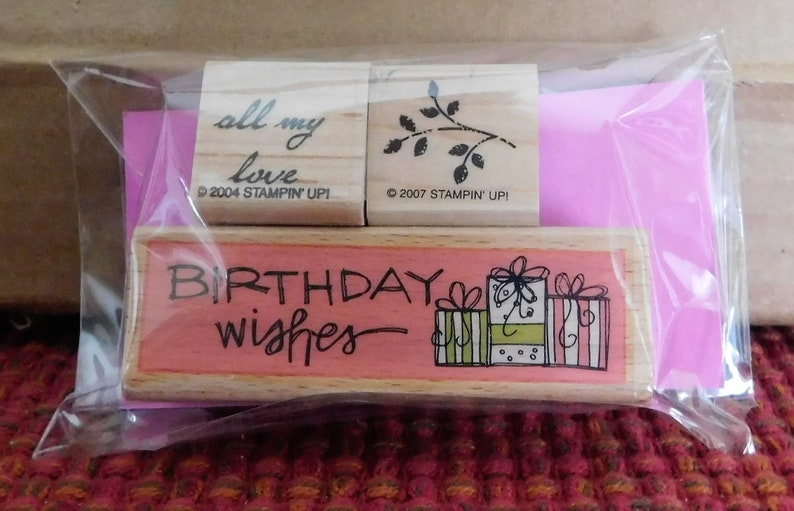 all my
love
© 2004 STAMPIN' UP!
© 2007 STAMPIN' UP!
BIRTHDAY
wishes